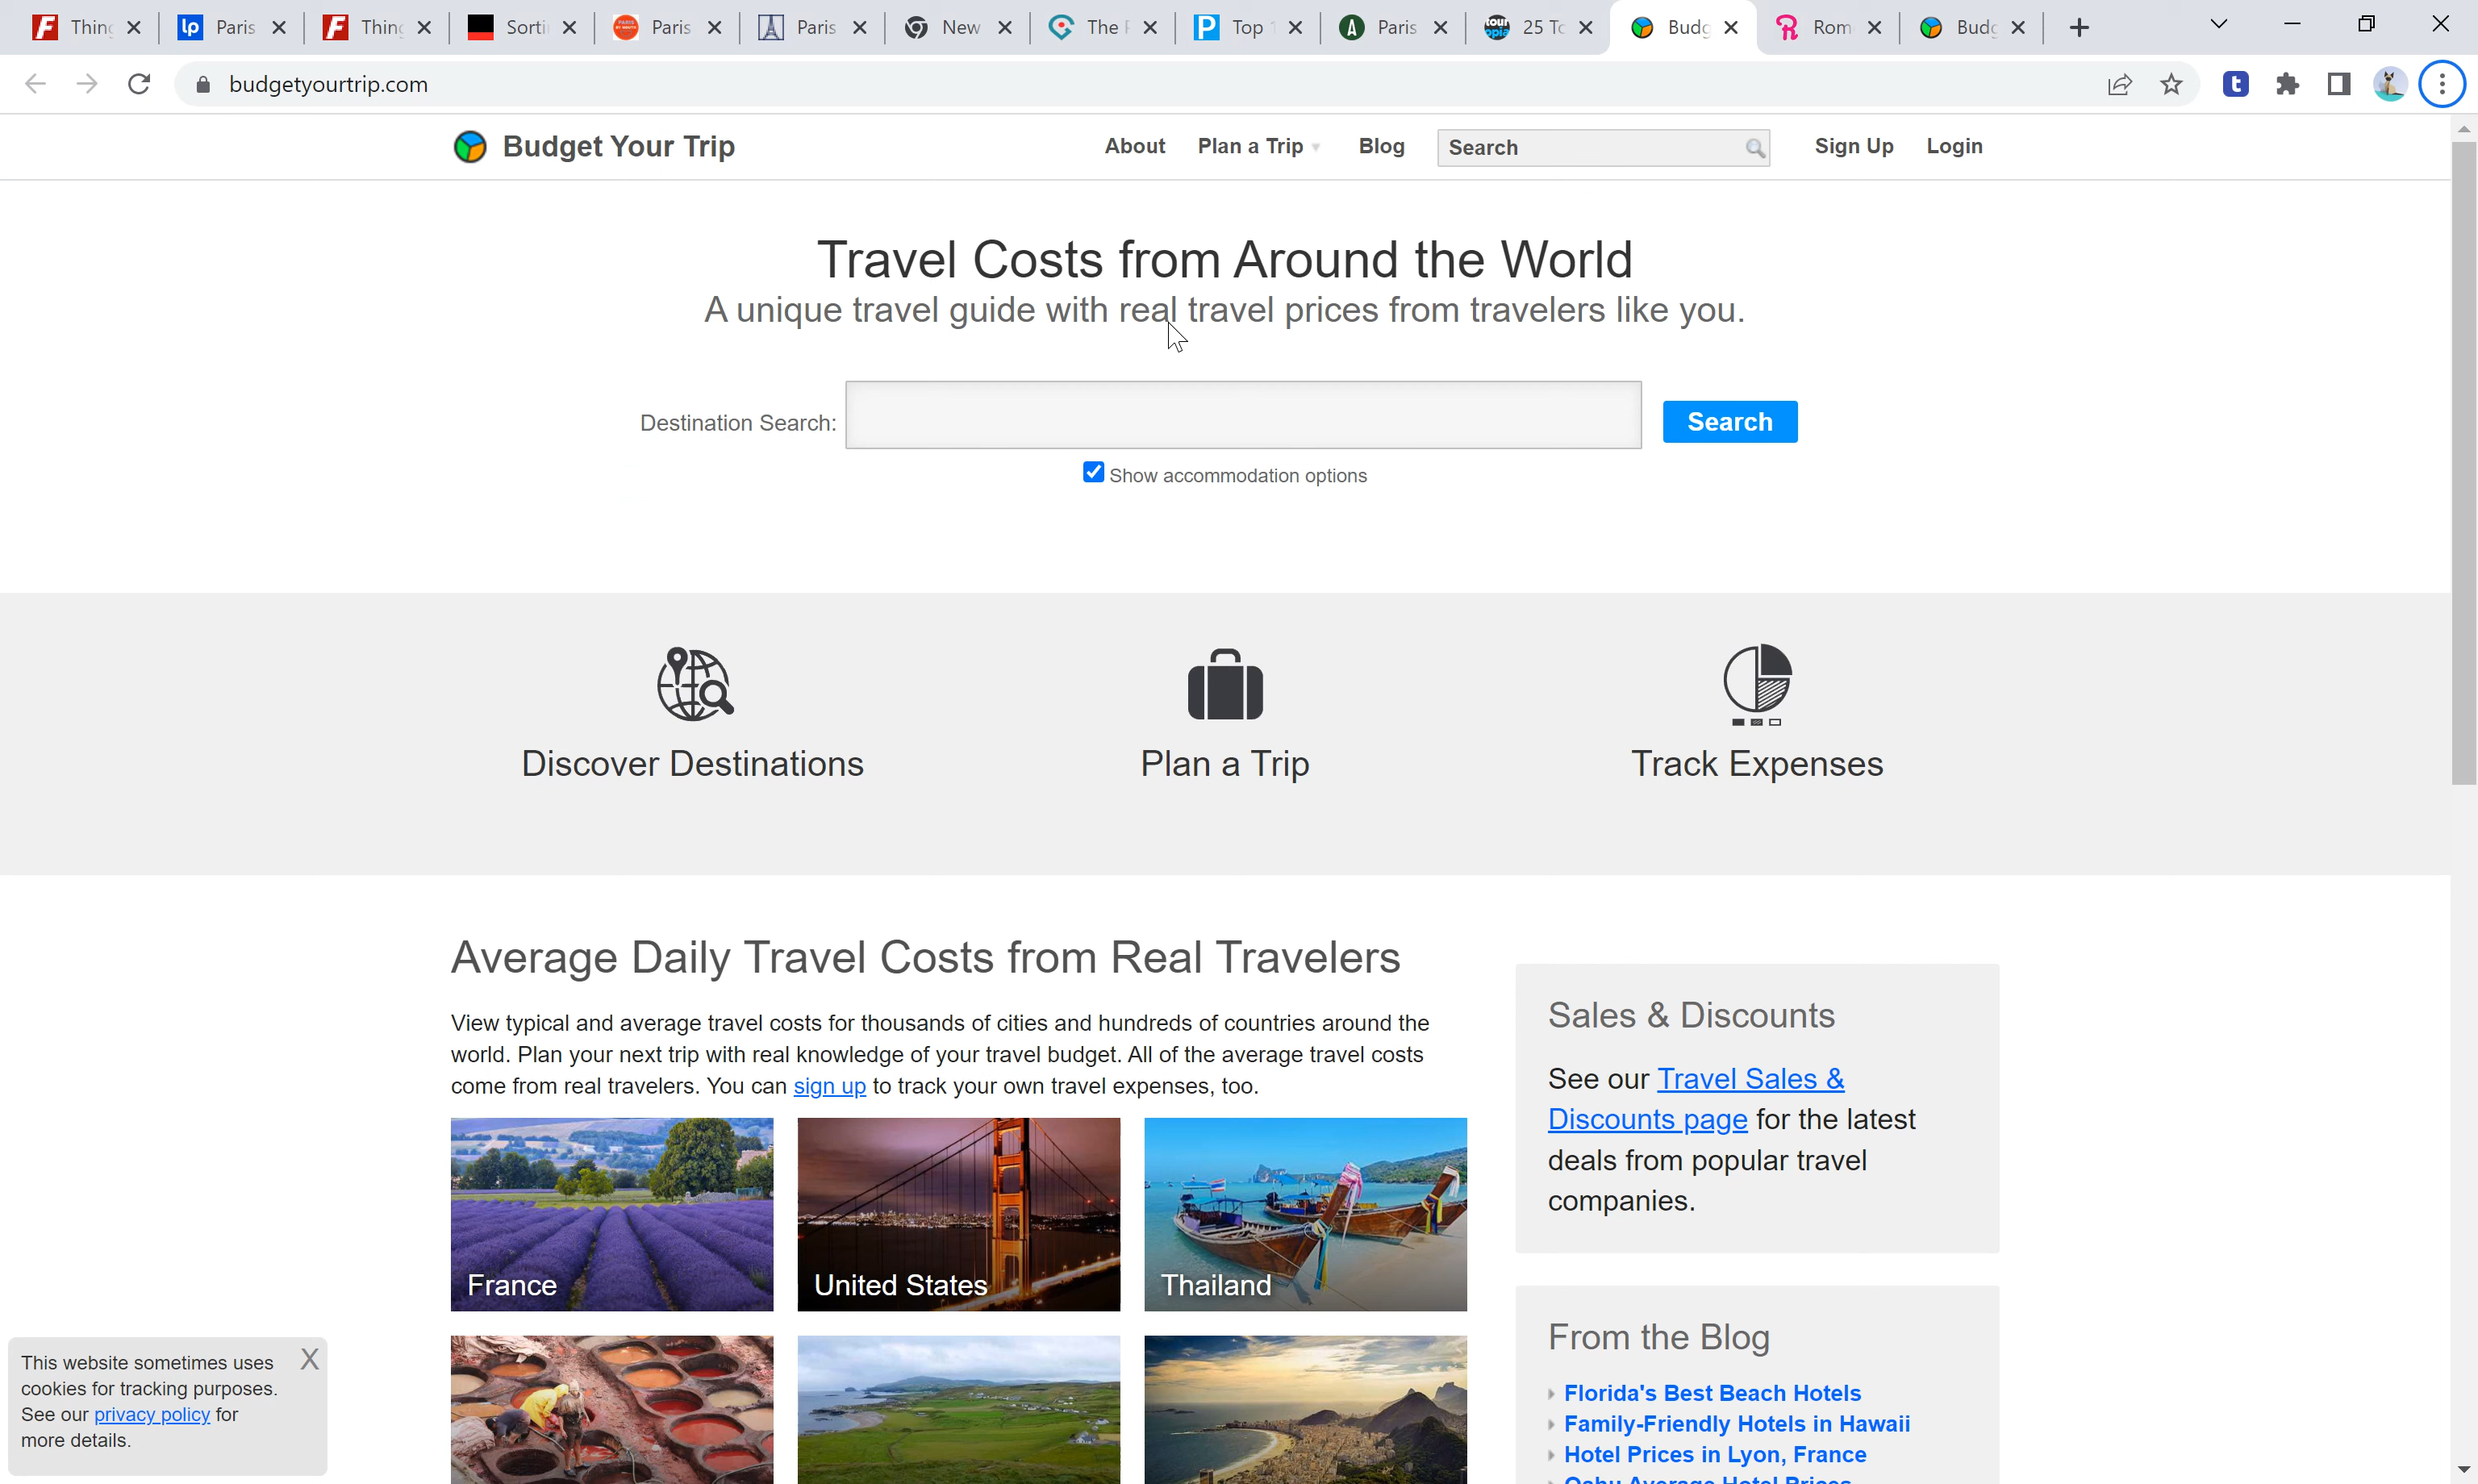 Thing
Paris
Thing
Sorti
Paris
Paris
New
The
Top
Paris
25 To
Budg
Rom
Budg
budgetyourtrip.com
Budget Your Trip
About
Plan a Trip
Blog
Search
Sign Up
Login
Travel Costs from Around the World
A unique travel guide with real travel prices from travelers like you.
Destination Search:
Search
Show accommodation options
Discover Destinations
Plan a Trip
Track Expenses
Average Daily Travel Costs from Real Travelers
View typical and average travel costs for thousands of cities and hundreds of countries around the
world. Plan your next trip with real knowledge of your travel budget. All of the average travel costs
come from real travelers. You can sign up to track your own travel expenses, too.
France
United States
Thailand
Sales & Discounts
See our Travel Sales &
Discounts page for the latest
deals from popular travel
companies.
From the Blog
Florida's Best Beach Hotels
Family-Friendly Hotels in Hawaii
Hotel Prices in Lyon, France
Oahu Average Hotel Prices
This website sometimes uses
cookies for tracking purposes.
See our privacy policy for
more details.
X